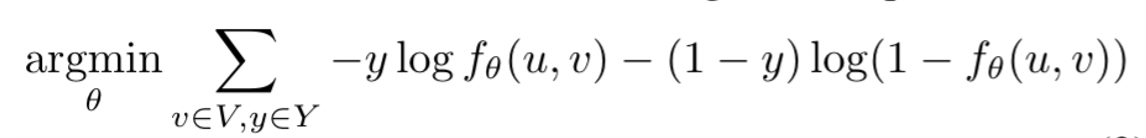 argmin_θ ∑_{v∈V,y∈Y} −y log f_θ(u, v) − (1 − y) log(1 − f_θ(u, v))